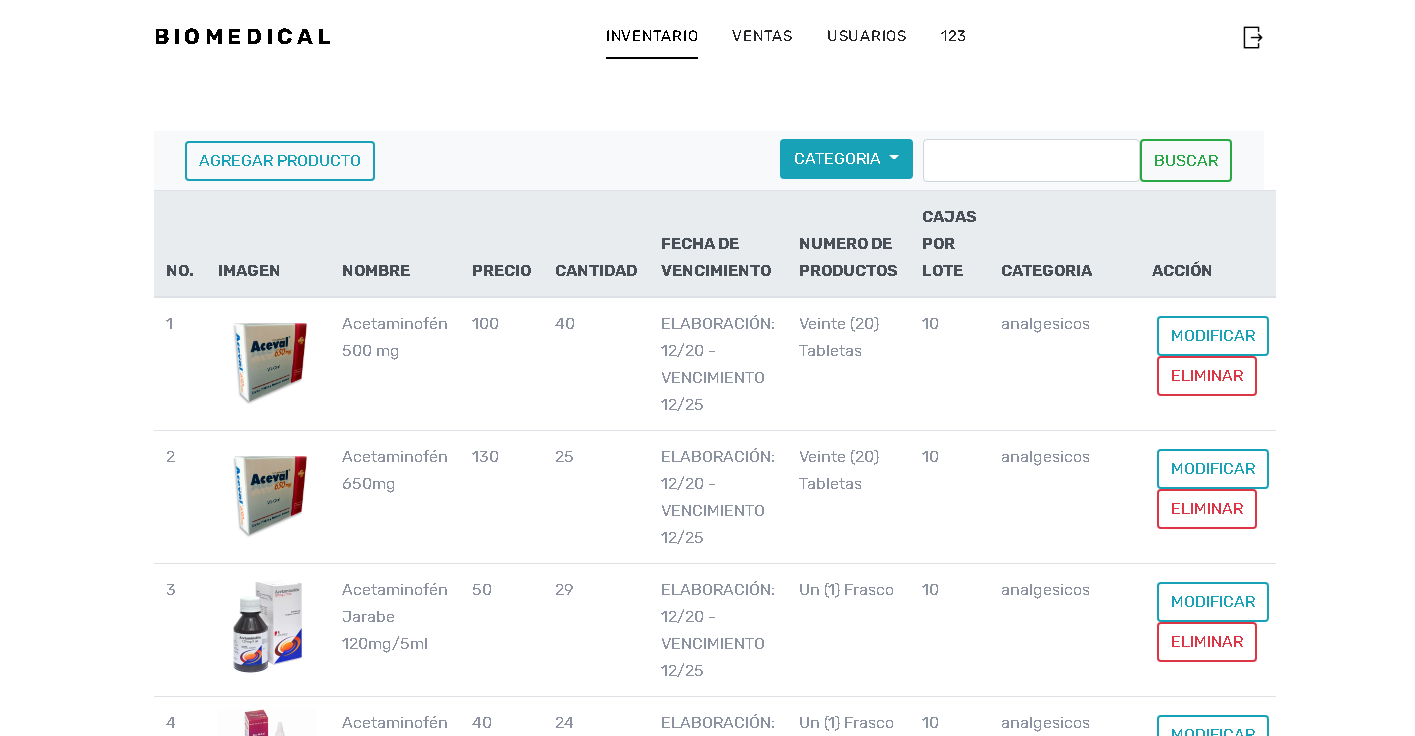 BIOMEDICAL
INVENTARIO VENTAS USUARIOS 123
AGREGAR PRODUCTO
CATEGORIA
BUSCAR
NO. IMAGEN NOMBRE PRECIO CANTIDAD FECHA DE VENCIMIENTO NUMERO DE PRODUCTOS CAJAS POR LOTE CATEGORIA ACCIÓN
1
Aceval
650mg
Aceval
Acetaminofén
500 mg
100
40
ELABORACIÓN:
12/20 -
VENCIMIENTO
12/25
Veinte (20)
Tabletas
10
analgesicos
MODIFICAR
ELIMINAR
2
Aceval
650mg
Aceval
Acetaminofén
650mg
130
25
ELABORACIÓN:
12/20 -
VENCIMIENTO
12/25
Veinte (20)
Tabletas
10
analgesicos
MODIFICAR
ELIMINAR
3
Acetaminofén
Jarabe
120mg/5ml
50
29
ELABORACIÓN:
12/20 -
VENCIMIENTO
12/25
Un (1) Frasco
10
analgesicos
MODIFICAR
ELIMINAR
4
Acetaminofén
40
24
ELABORACIÓN:
Un (1) Frasco
10
analgesicos
MODIFICAR